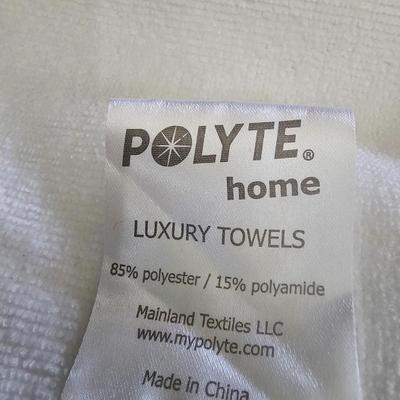 POLYTE®
home
LUXURY TOWELS
85% polyester / 15% polyamide
Mainland Textiles LLC
www.mypolyte.com
Made in China